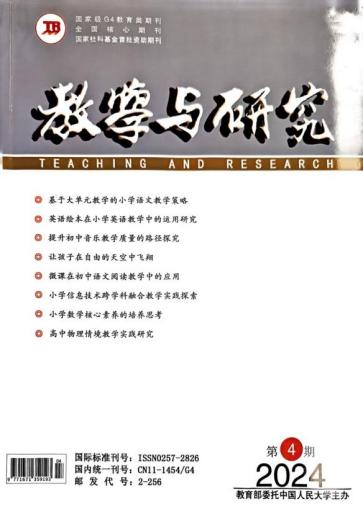 国家级G4教育类期刊
全国核心期刊
国家社科基金首批资助期刊
教学与研究
TEACHING AND RESEARCH
基于大单元教学的小学语文教学策略
英语绘本在小学英语教学中的运用研究
提升初中音乐教学质量的路径探究
让孩子在自由的天空中飞翔
微课在初中语文阅读教学中的应用
小学信息技术跨学科融合教学实践探索
小学数学核心素养的培养思考
高中物理情境教学实践研究
第4期
2024
国际标准刊号：ISSN0257-2826
国内统一刊号：CN11-1454/G4
邮发代号：2-256
教育部委托中国人民大学主办
04
9 771671 359193